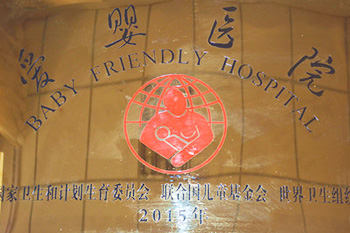 爱婴医院
BABY FRIENDLY HOSPITAL
国家卫生和计划生育委员会 联合国儿童基金会 世界卫生组织
2015年